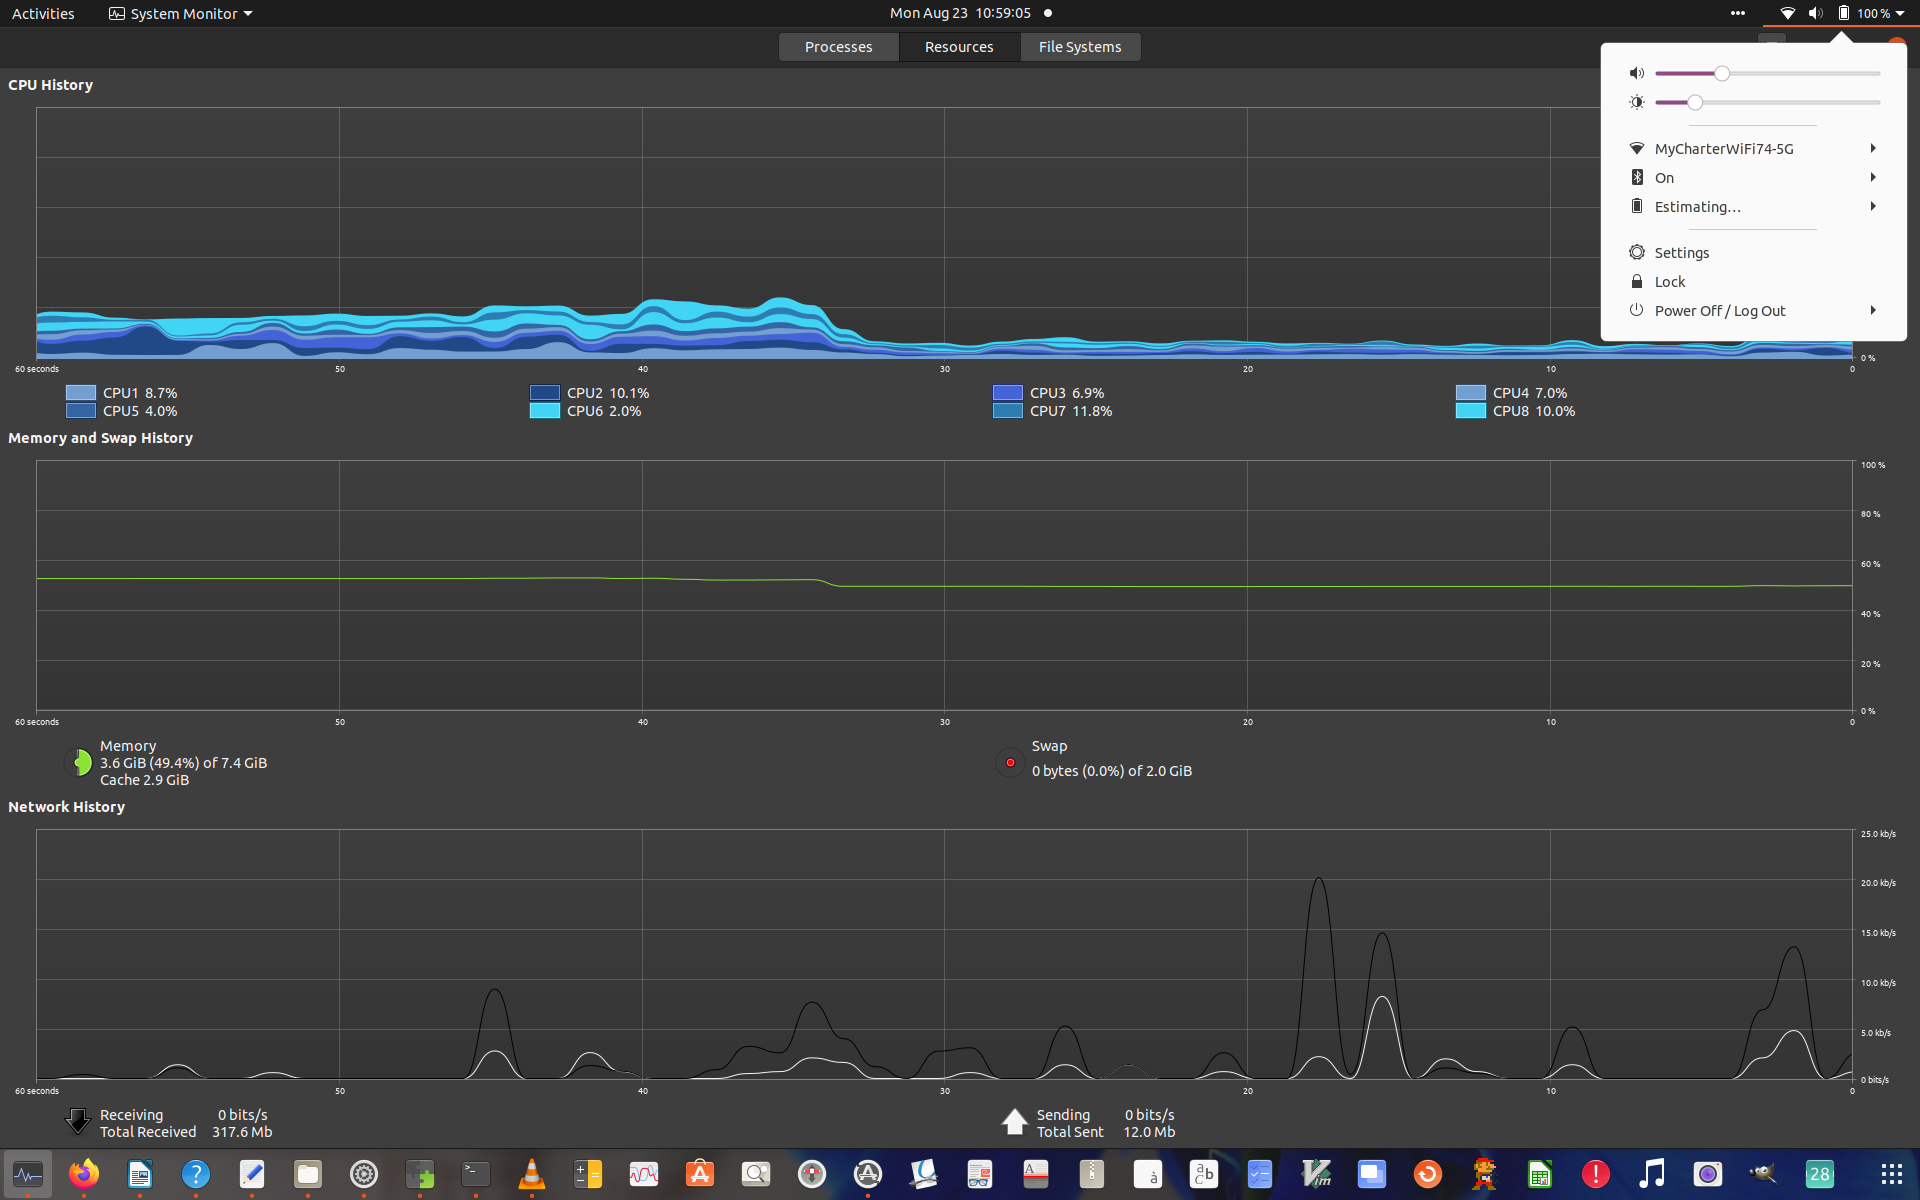 Activities
System Monitor
Mon Aug 23 10:59:05
100 %
Processes
Resources
File Systems
CPU History
MyCharterWiFi74-5G
On
Estimating…
Settings
Lock
Power Off / Log Out
0 %
60 seconds
50
40
30
20
10
0
CPU1 8.7%
CPU2 10.1%
CPU3 6.9%
CPU4 7.0%
CPU5 4.0%
CPU6 2.0%
CPU7 11.8%
CPU8 10.0%
Memory and Swap History
100 %
80 %
60 %
40 %
20 %
0 %
60 seconds
50
40
30
20
10
0
Memory
3.6 GiB (49.4%) of 7.4 GiB
Cache 2.9 GiB
Swap
0 bytes (0.0%) of 2.0 GiB
Network History
25.0 kb/s
20.0 kb/s
15.0 kb/s
10.0 kb/s
5.0 kb/s
0 bits/s
60 seconds
50
40
30
20
10
0
Receiving 0 bits/s
Total Received 317.6 Mb
Sending 0 bits/s
Total Sent 12.0 Mb
?
>_
A
à
a b c
Vim
!
28